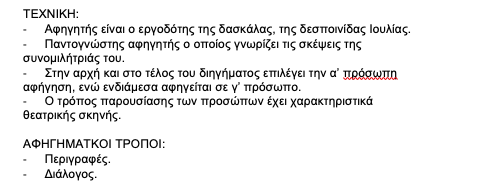 ΤΕΧΝΙΚΗ:
- Αφηγητής είναι ο εργοδότης της δασκάλας, της δεσποινίδας Ιουλίας.
- Παντογνώστης αφηγητής ο οποίος γνωρίζει τις σκέψεις της
συνομιλήτριάς του.
- Στην αρχή και στο τέλος του διηγήματος επιλέγει την α’ πρόσωπη
αφήγηση, ενώ ενδιάμεσα αφηγείται σε γ’ πρόσωπο.
- Ο τρόπος παρουσίασης των προσώπων έχει χαρακτηριστικά
θεατρικής σκηνής.
ΑΦΗΓΗΜΑΤΚΟΙ ΤΡΟΠΟΙ:
- Περιγραφές.
- Διάλογος.